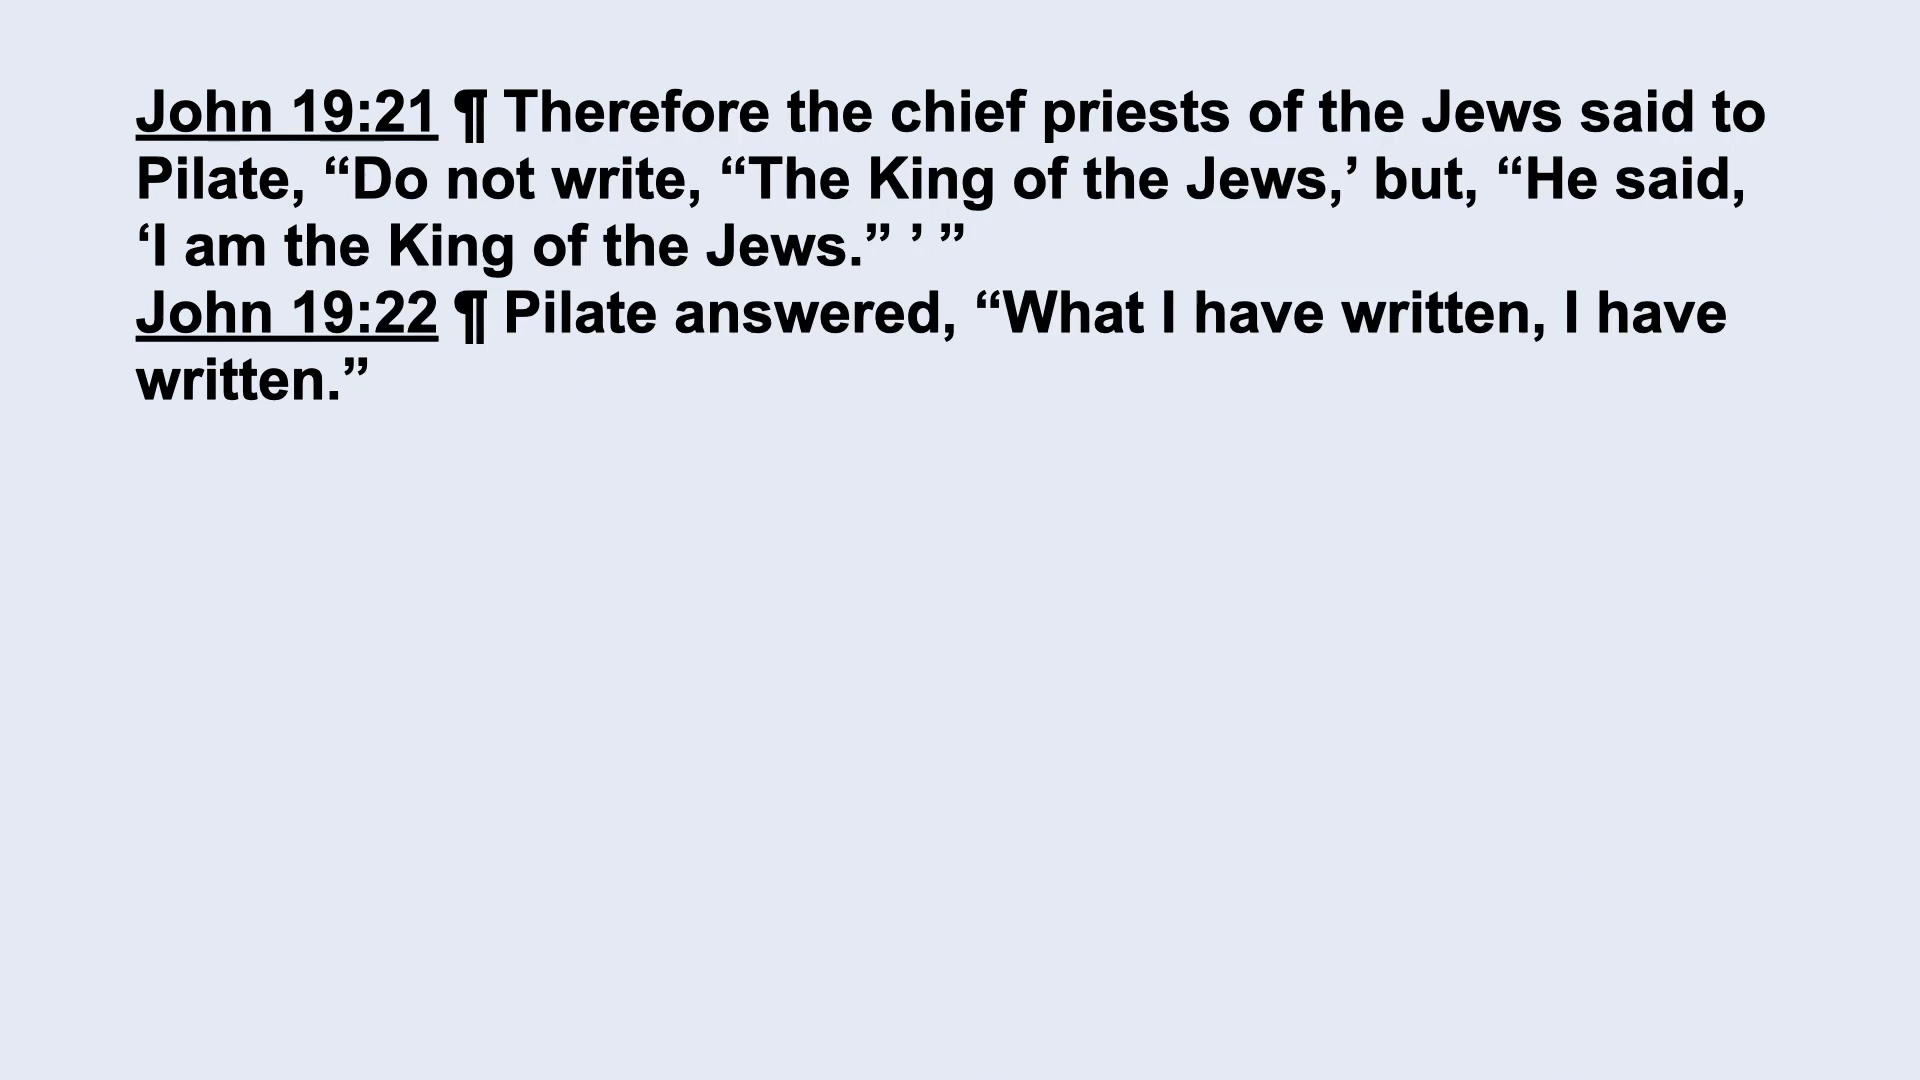 John 19:21 ¶ Therefore the chief priests of the Jews said to
Pilate, “Do not write, “The King of the Jews,’ but, “He said,
‘I am the King of the Jews.” ’ ”
John 19:22 ¶ Pilate answered, “What I have written, I have
written.”